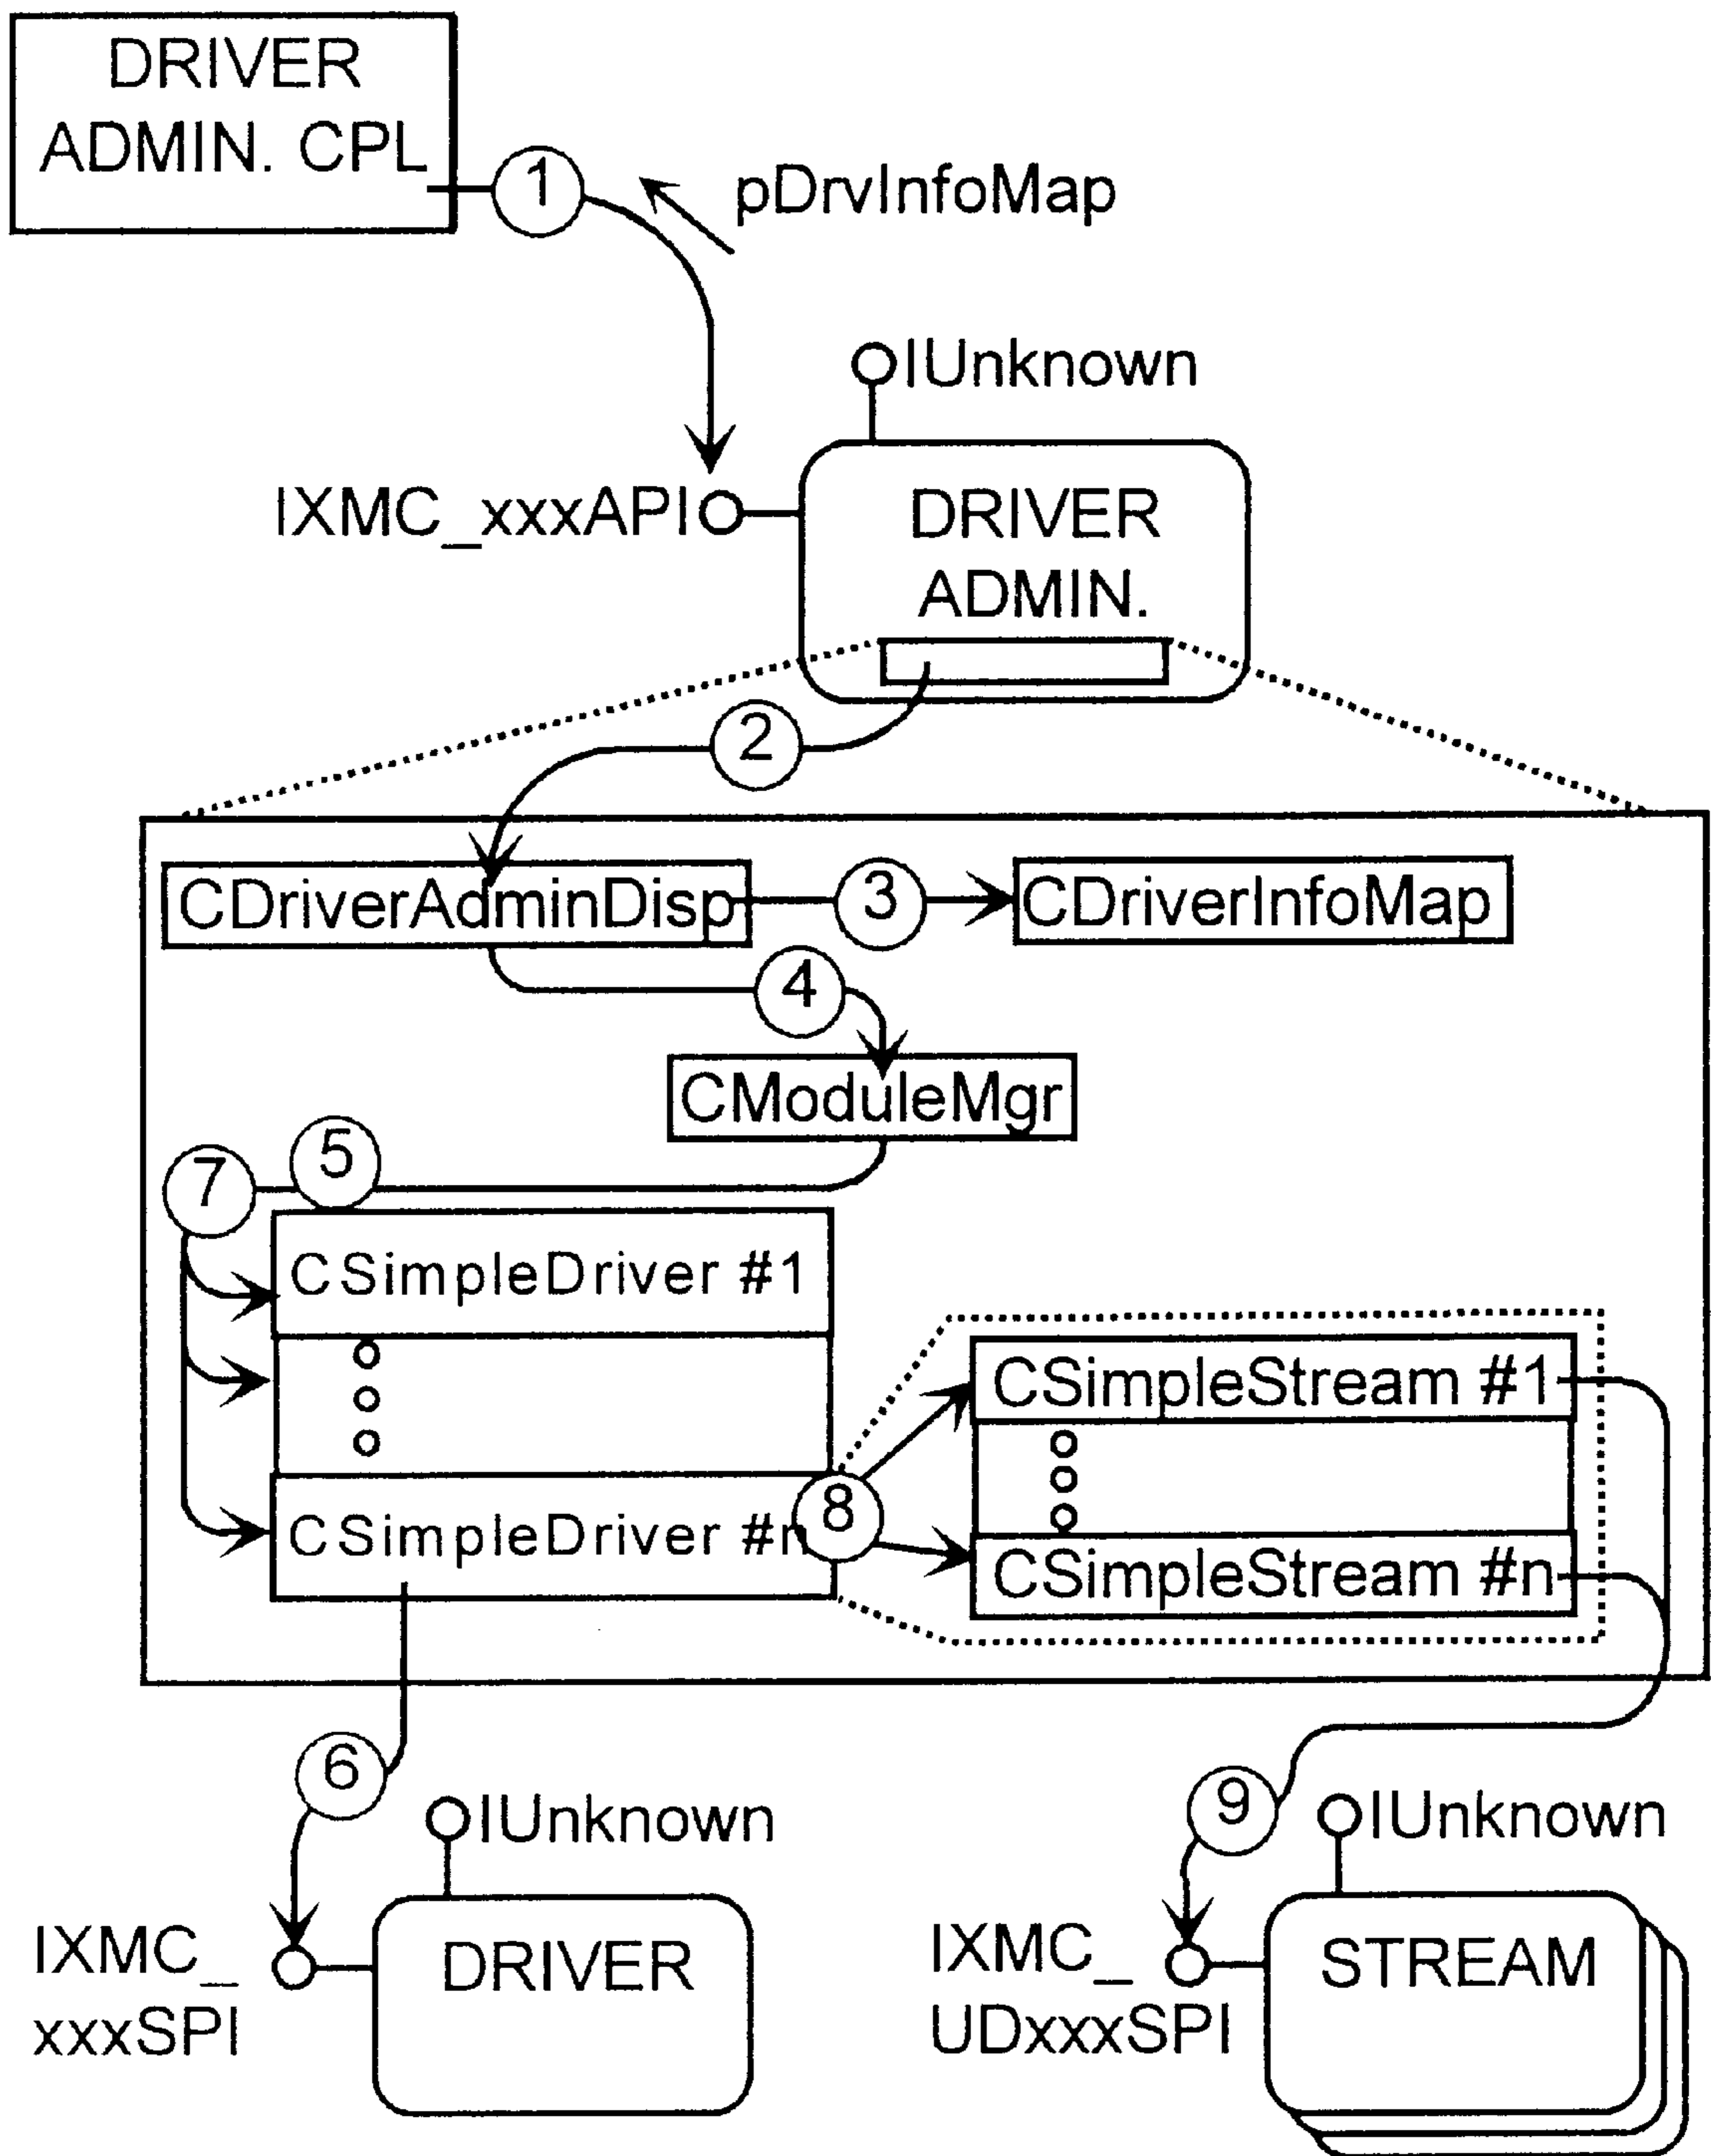 DRIVER
ADMIN. CPL
1
pDrvInfoMap
IUnknown
IXMC_xxxAPI
DRIVER
ADMIN.
2
CDriverAdminDisp
3
CDriverInfoMap
4
CModuleMgr
5
7
CSimpleDriver #1
CSimpleStream #1
8
CSimpleDriver #n
CSimpleStream #n
6
9
IUnknown
IUnknown
IXMC_
xxxSPI
DRIVER
IXMC_
UDxxxSPI
STREAM